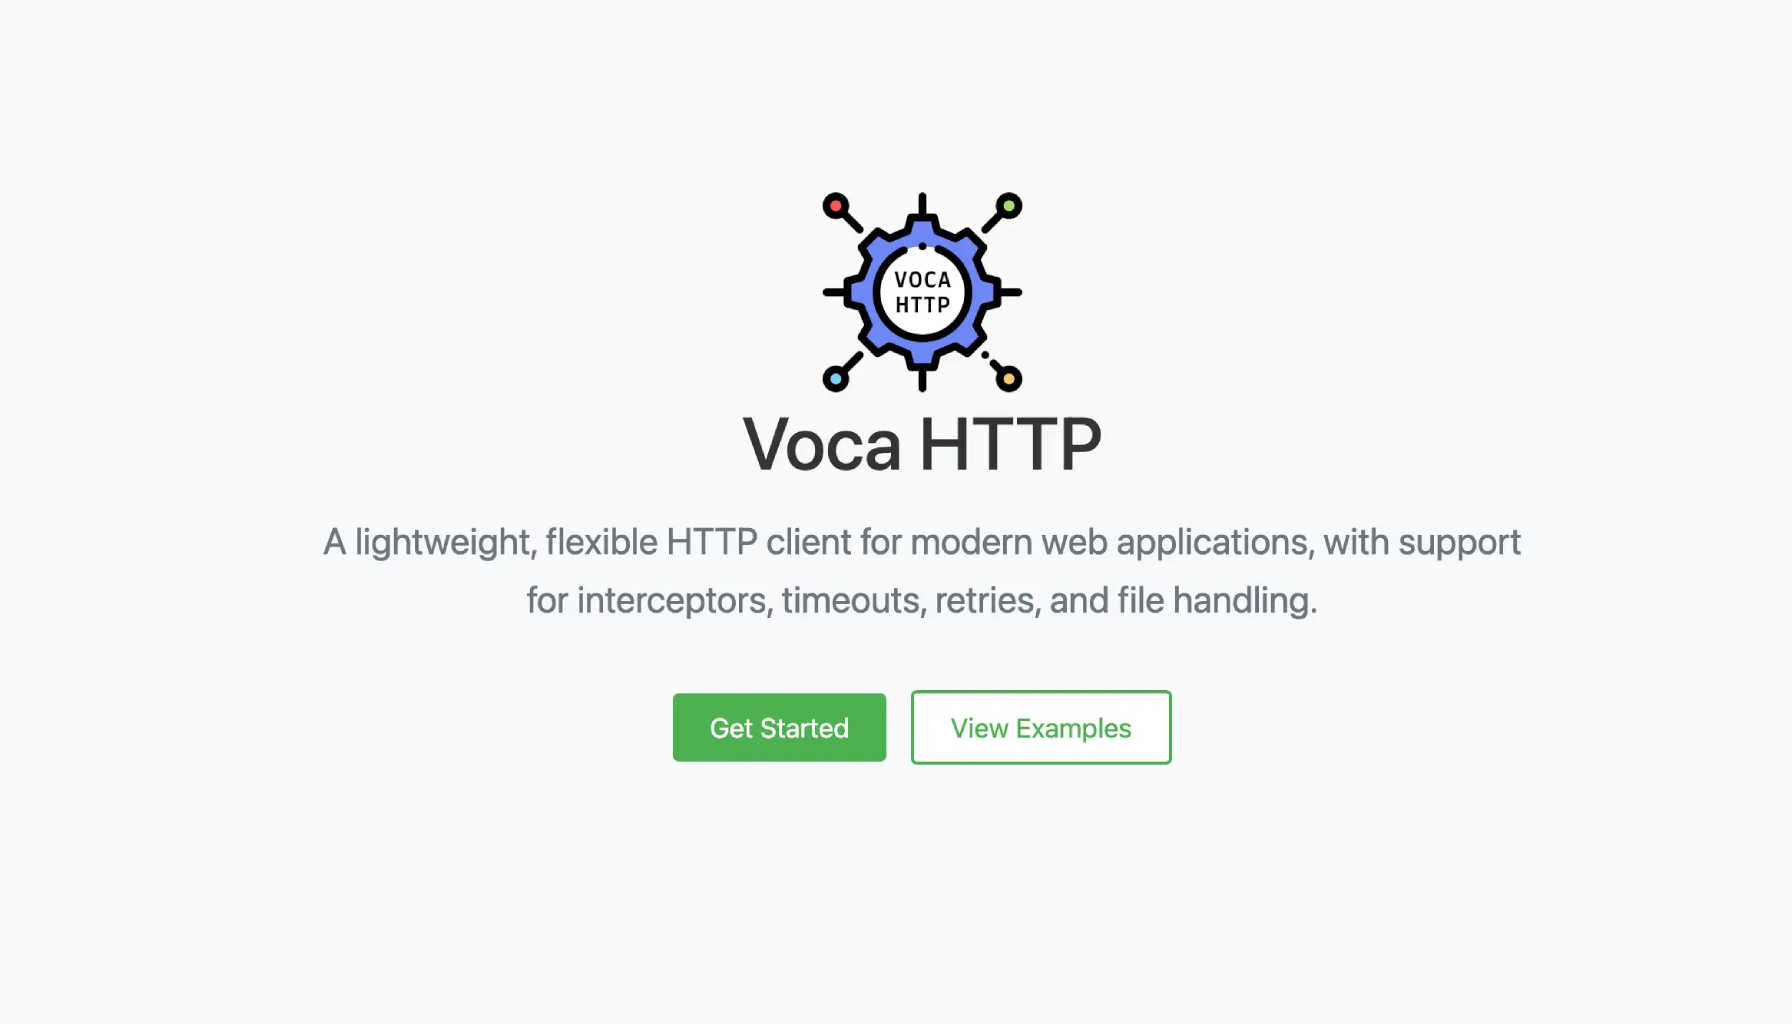 VOCA
HTTP
Voca HTTP
A lightweight, flexible HTTP client for modern web applications, with support
for interceptors, timeouts, retries, and file handling.
Get Started
View Examples